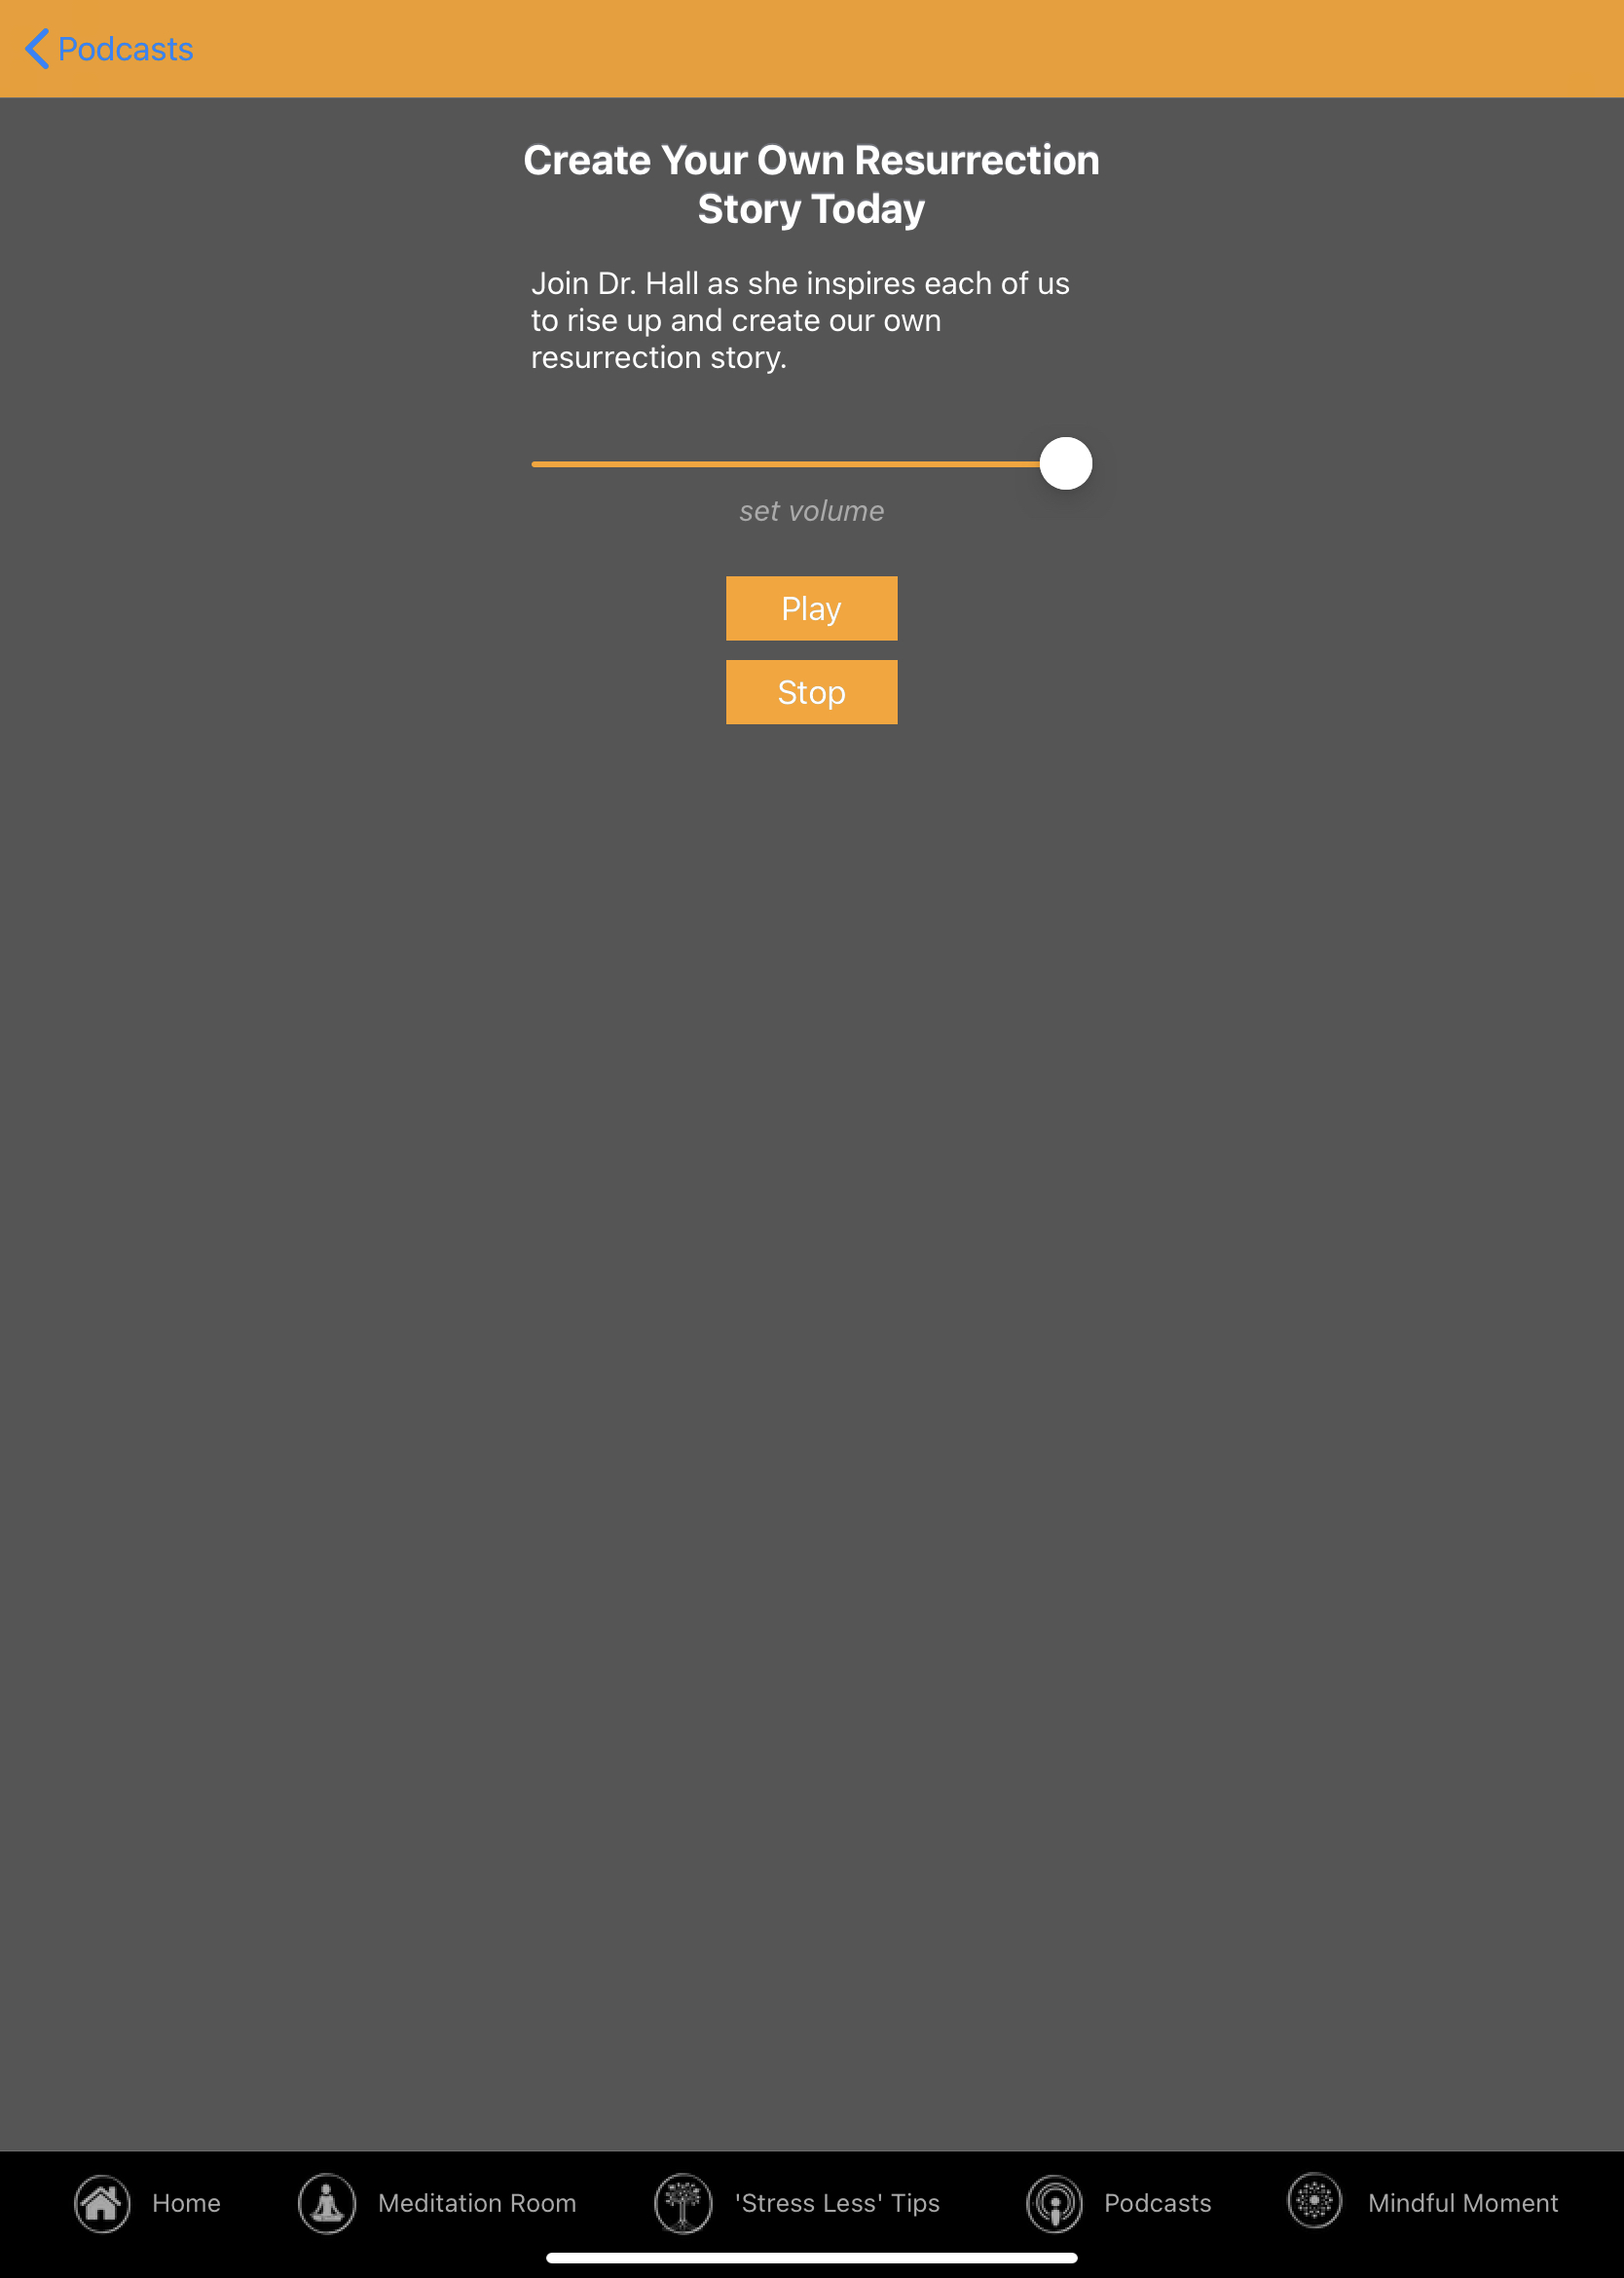 Podcasts
Create Your Own Resurrection
Story Today
Join Dr. Hall as she inspires each of us
to rise up and create our own
resurrection story.
set volume
Play
Stop
Home
Meditation Room
'Stress Less' Tips
Podcasts
Mindful Moment